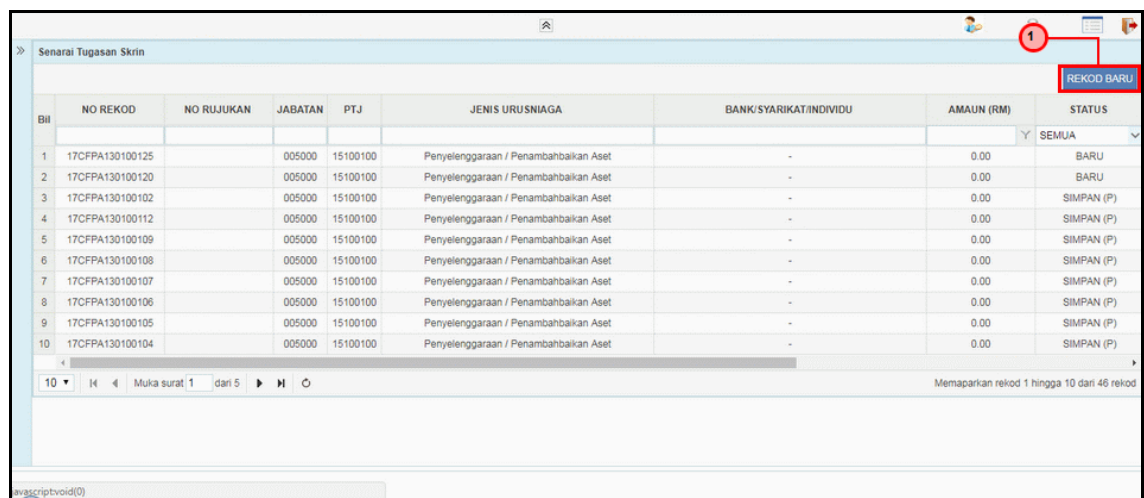 1
Senarai Tugasan Skrin
REKOD BARU
Bil NO REKOD NO RUJUKAN JABATAN PTJ JENIS URUSNIAGA BANK/SYARIKAT/INDIVIDU AMAUN (RM) STATUS
SEMUA
1 17CFPA130100125 005000 15100100 Penyelenggaraan / Penambahbaikan Aset - 0.00 BARU
2 17CFPA130100120 005000 15100100 Penyelenggaraan / Penambahbaikan Aset - 0.00 BARU
3 17CFPA130100102 005000 15100100 Penyelenggaraan / Penambahbaikan Aset - 0.00 SIMPAN (P)
4 17CFPA130100112 005000 15100100 Penyelenggaraan / Penambahbaikan Aset - 0.00 SIMPAN (P)
5 17CFPA130100109 005000 15100100 Penyelenggaraan / Penambahbaikan Aset - 0.00 SIMPAN (P)
6 17CFPA130100108 005000 15100100 Penyelenggaraan / Penambahbaikan Aset - 0.00 SIMPAN (P)
7 17CFPA130100107 005000 15100100 Penyelenggaraan / Penambahbaikan Aset - 0.00 SIMPAN (P)
8 17CFPA130100106 005000 15100100 Penyelenggaraan / Penambahbaikan Aset - 0.00 SIMPAN (P)
9 17CFPA130100105 005000 15100100 Penyelenggaraan / Penambahbaikan Aset - 0.00 SIMPAN (P)
10 17CFPA130100104 005000 15100100 Penyelenggaraan / Penambahbaikan Aset - 0.00 SIMPAN (P)
10 Muka surat 1 dari 5 Memaparkan rekod 1 hingga 10 dari 46 rekod
avascript:void(0)